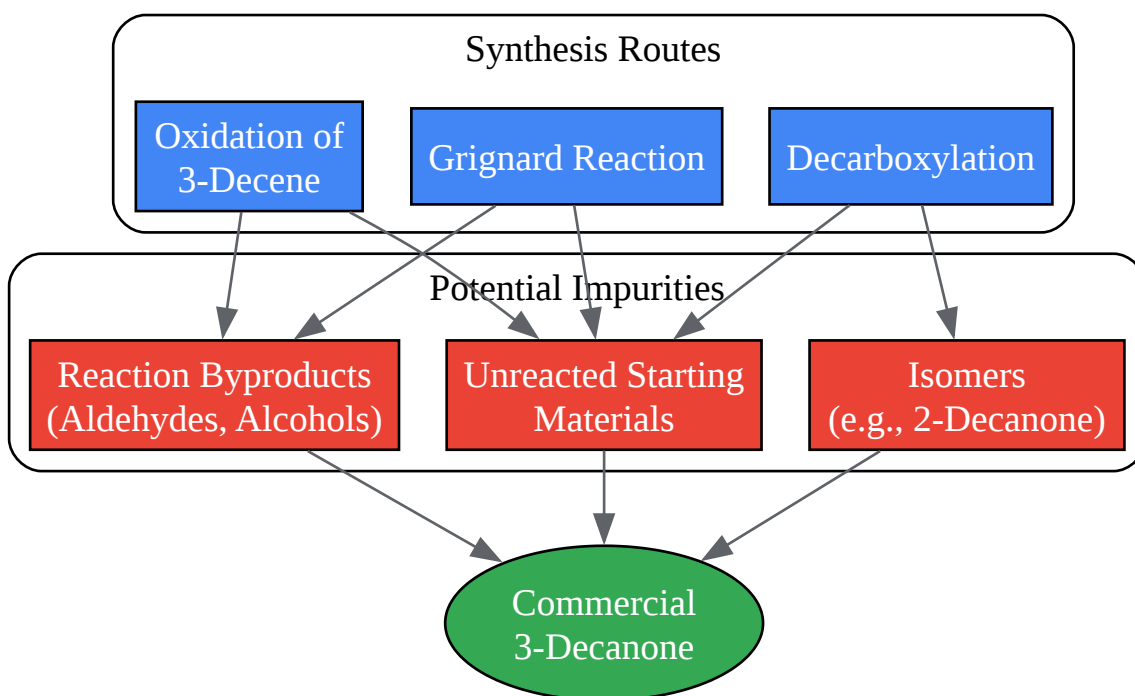 Synthesis Routes
Oxidation of
3-Decene
Grignard Reaction
Decarboxylation
Potential Impurities
Reaction Byproducts
(Aldehydes, Alcohols)
Unreacted Starting
Materials
Isomers
(e.g., 2-Decanone)
Commercial
3-Decanone